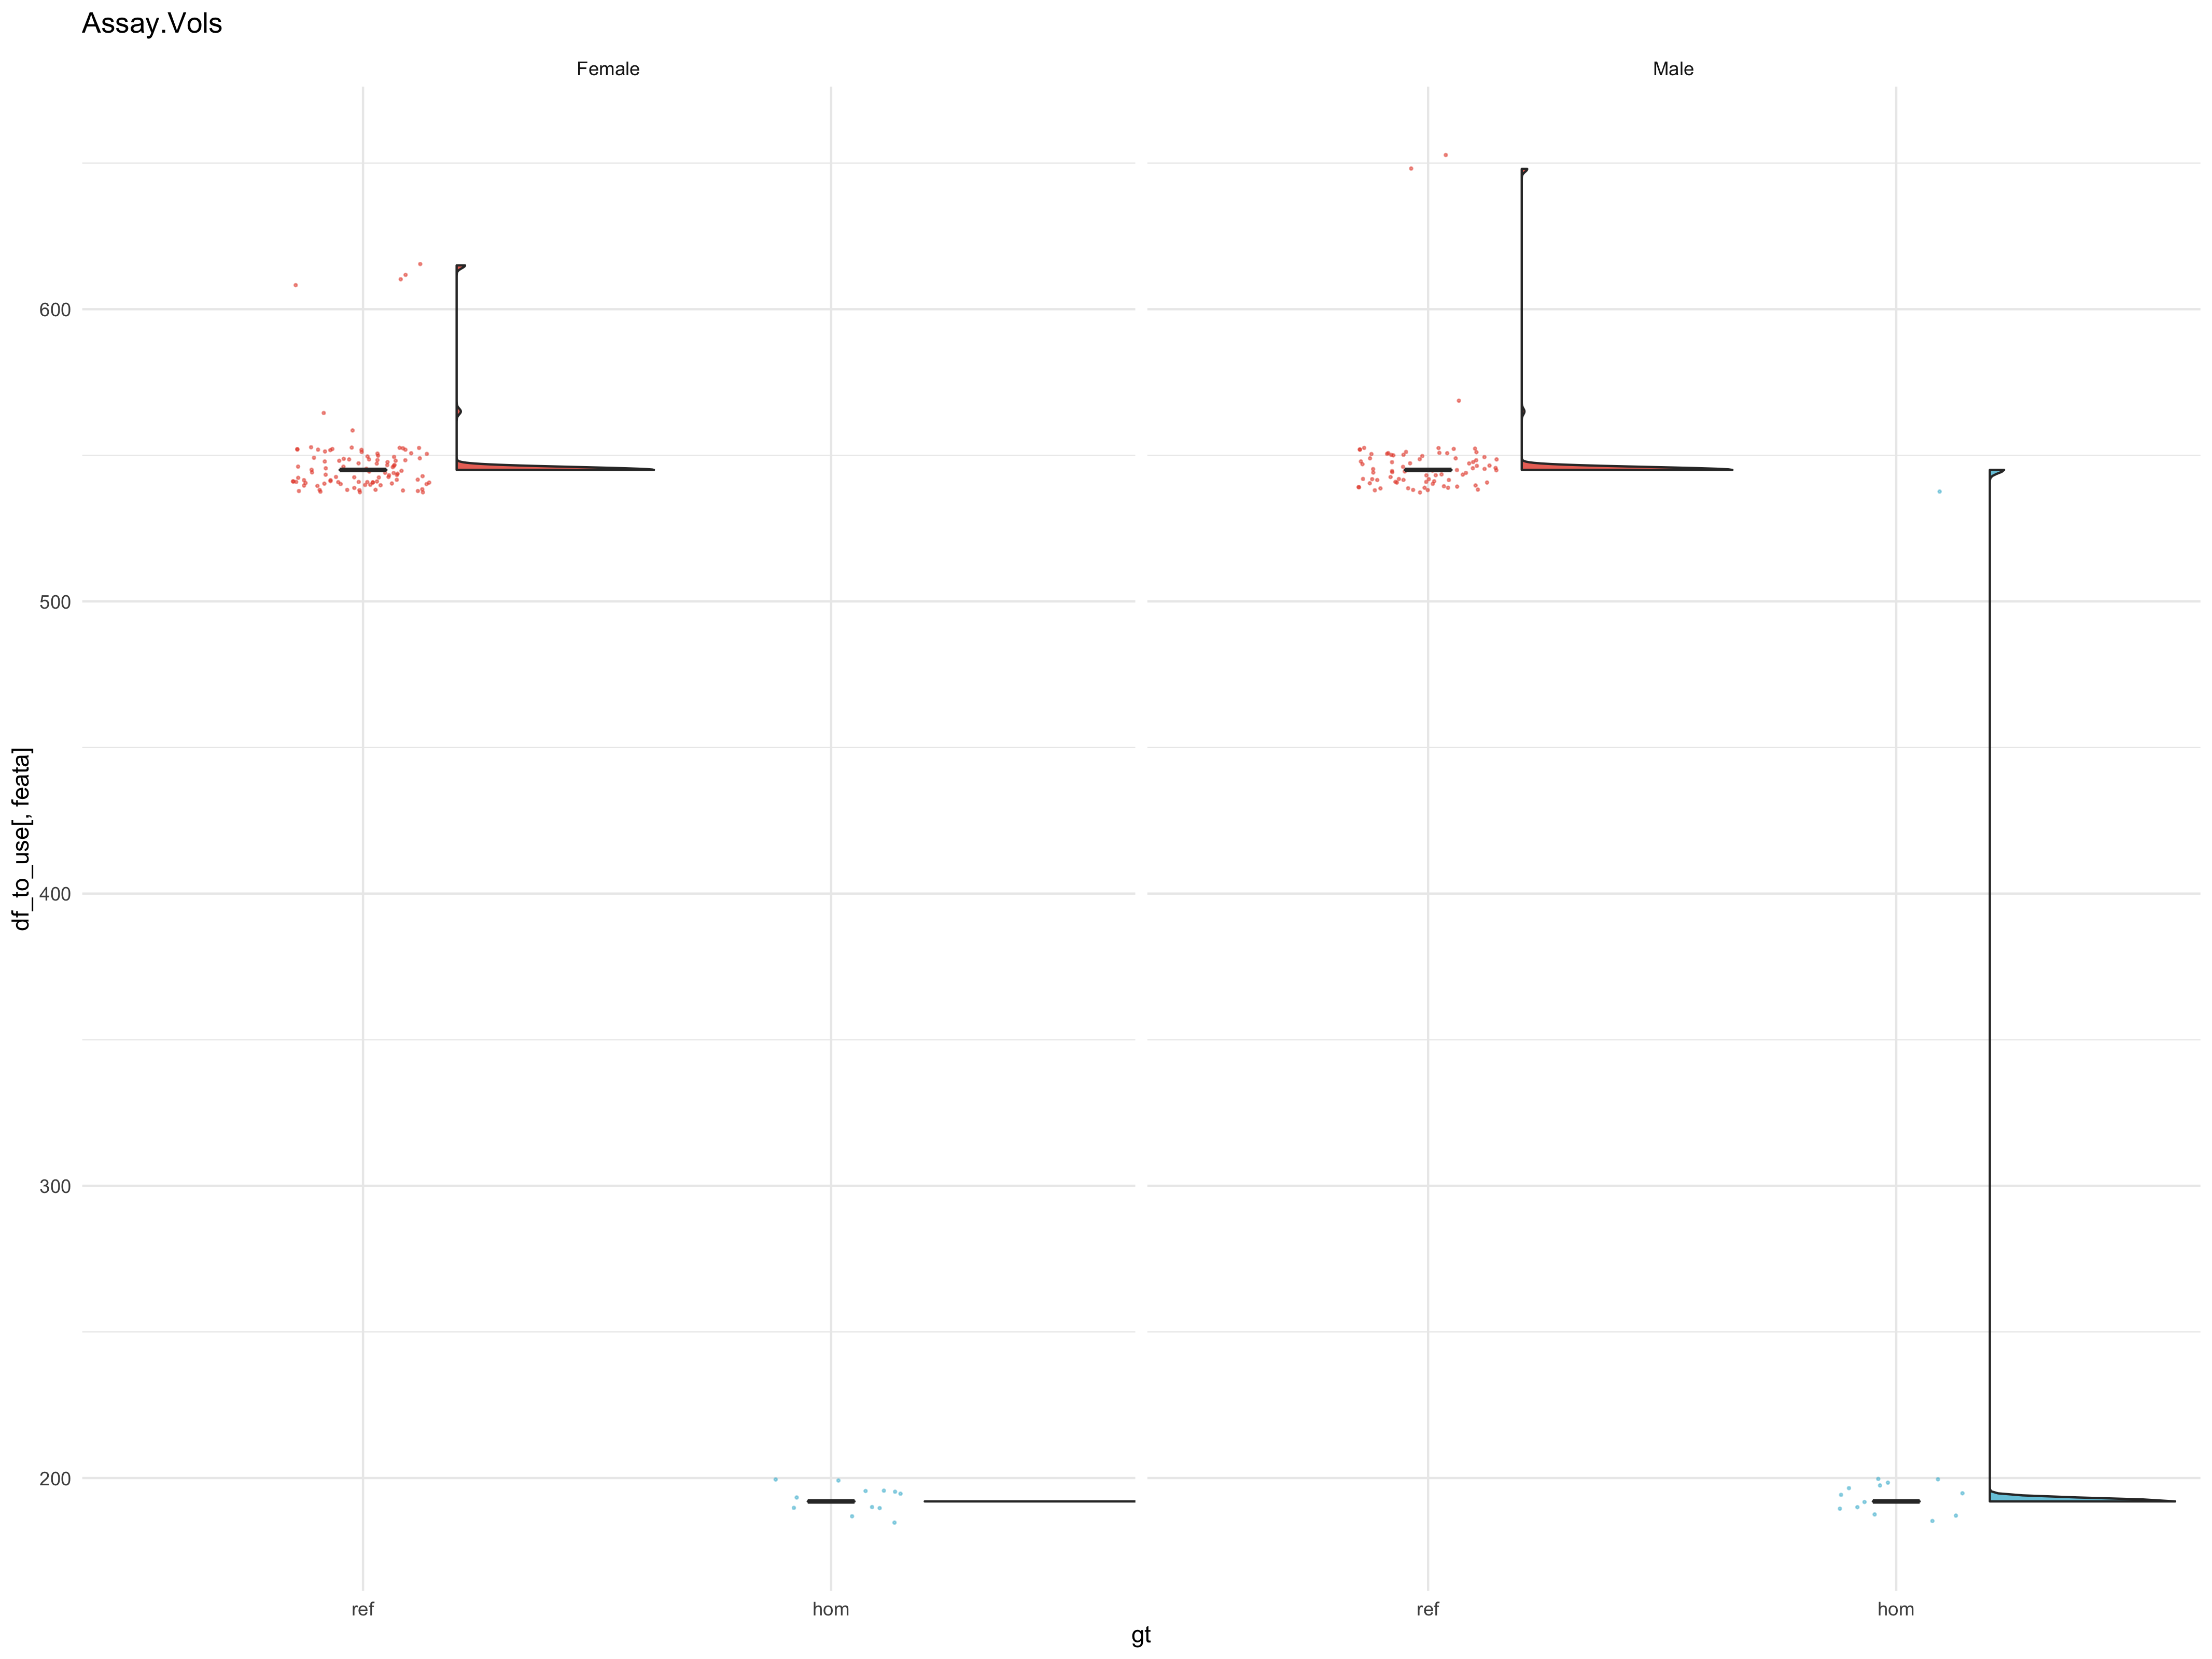 Assay.Vols
Female
Male
600
500
400
300
200
df_to_use[, feata]
ref
hom
ref
hom
gt